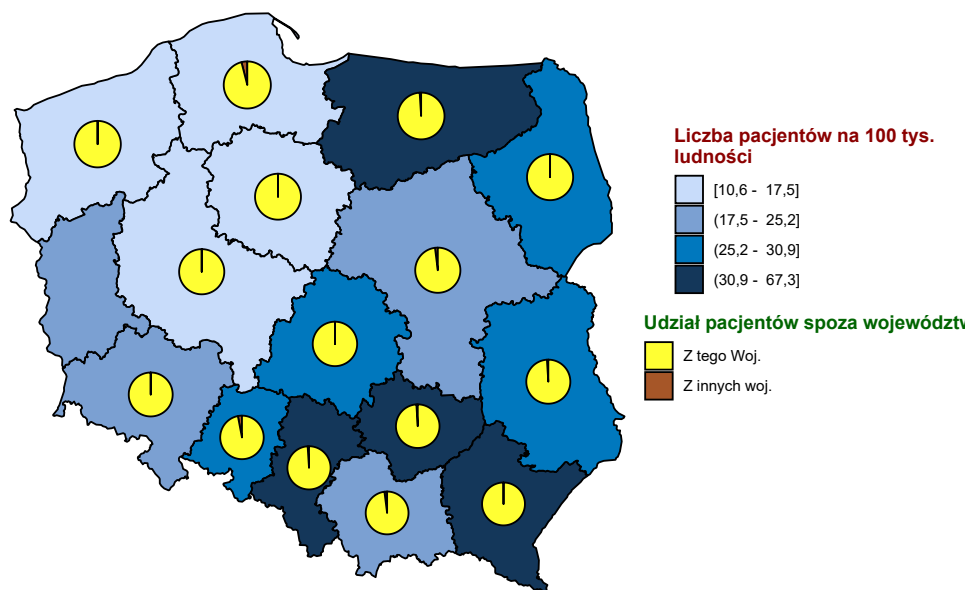 Liczba pacjentów na 100 tys.
ludności
[10,6 - 17,5]
(17,5 - 25,2]
(25,2 - 30,9]
(30,9 - 67,3]
Udział pacjentów spoza województw
Z tego Woj.
Z innych woj.